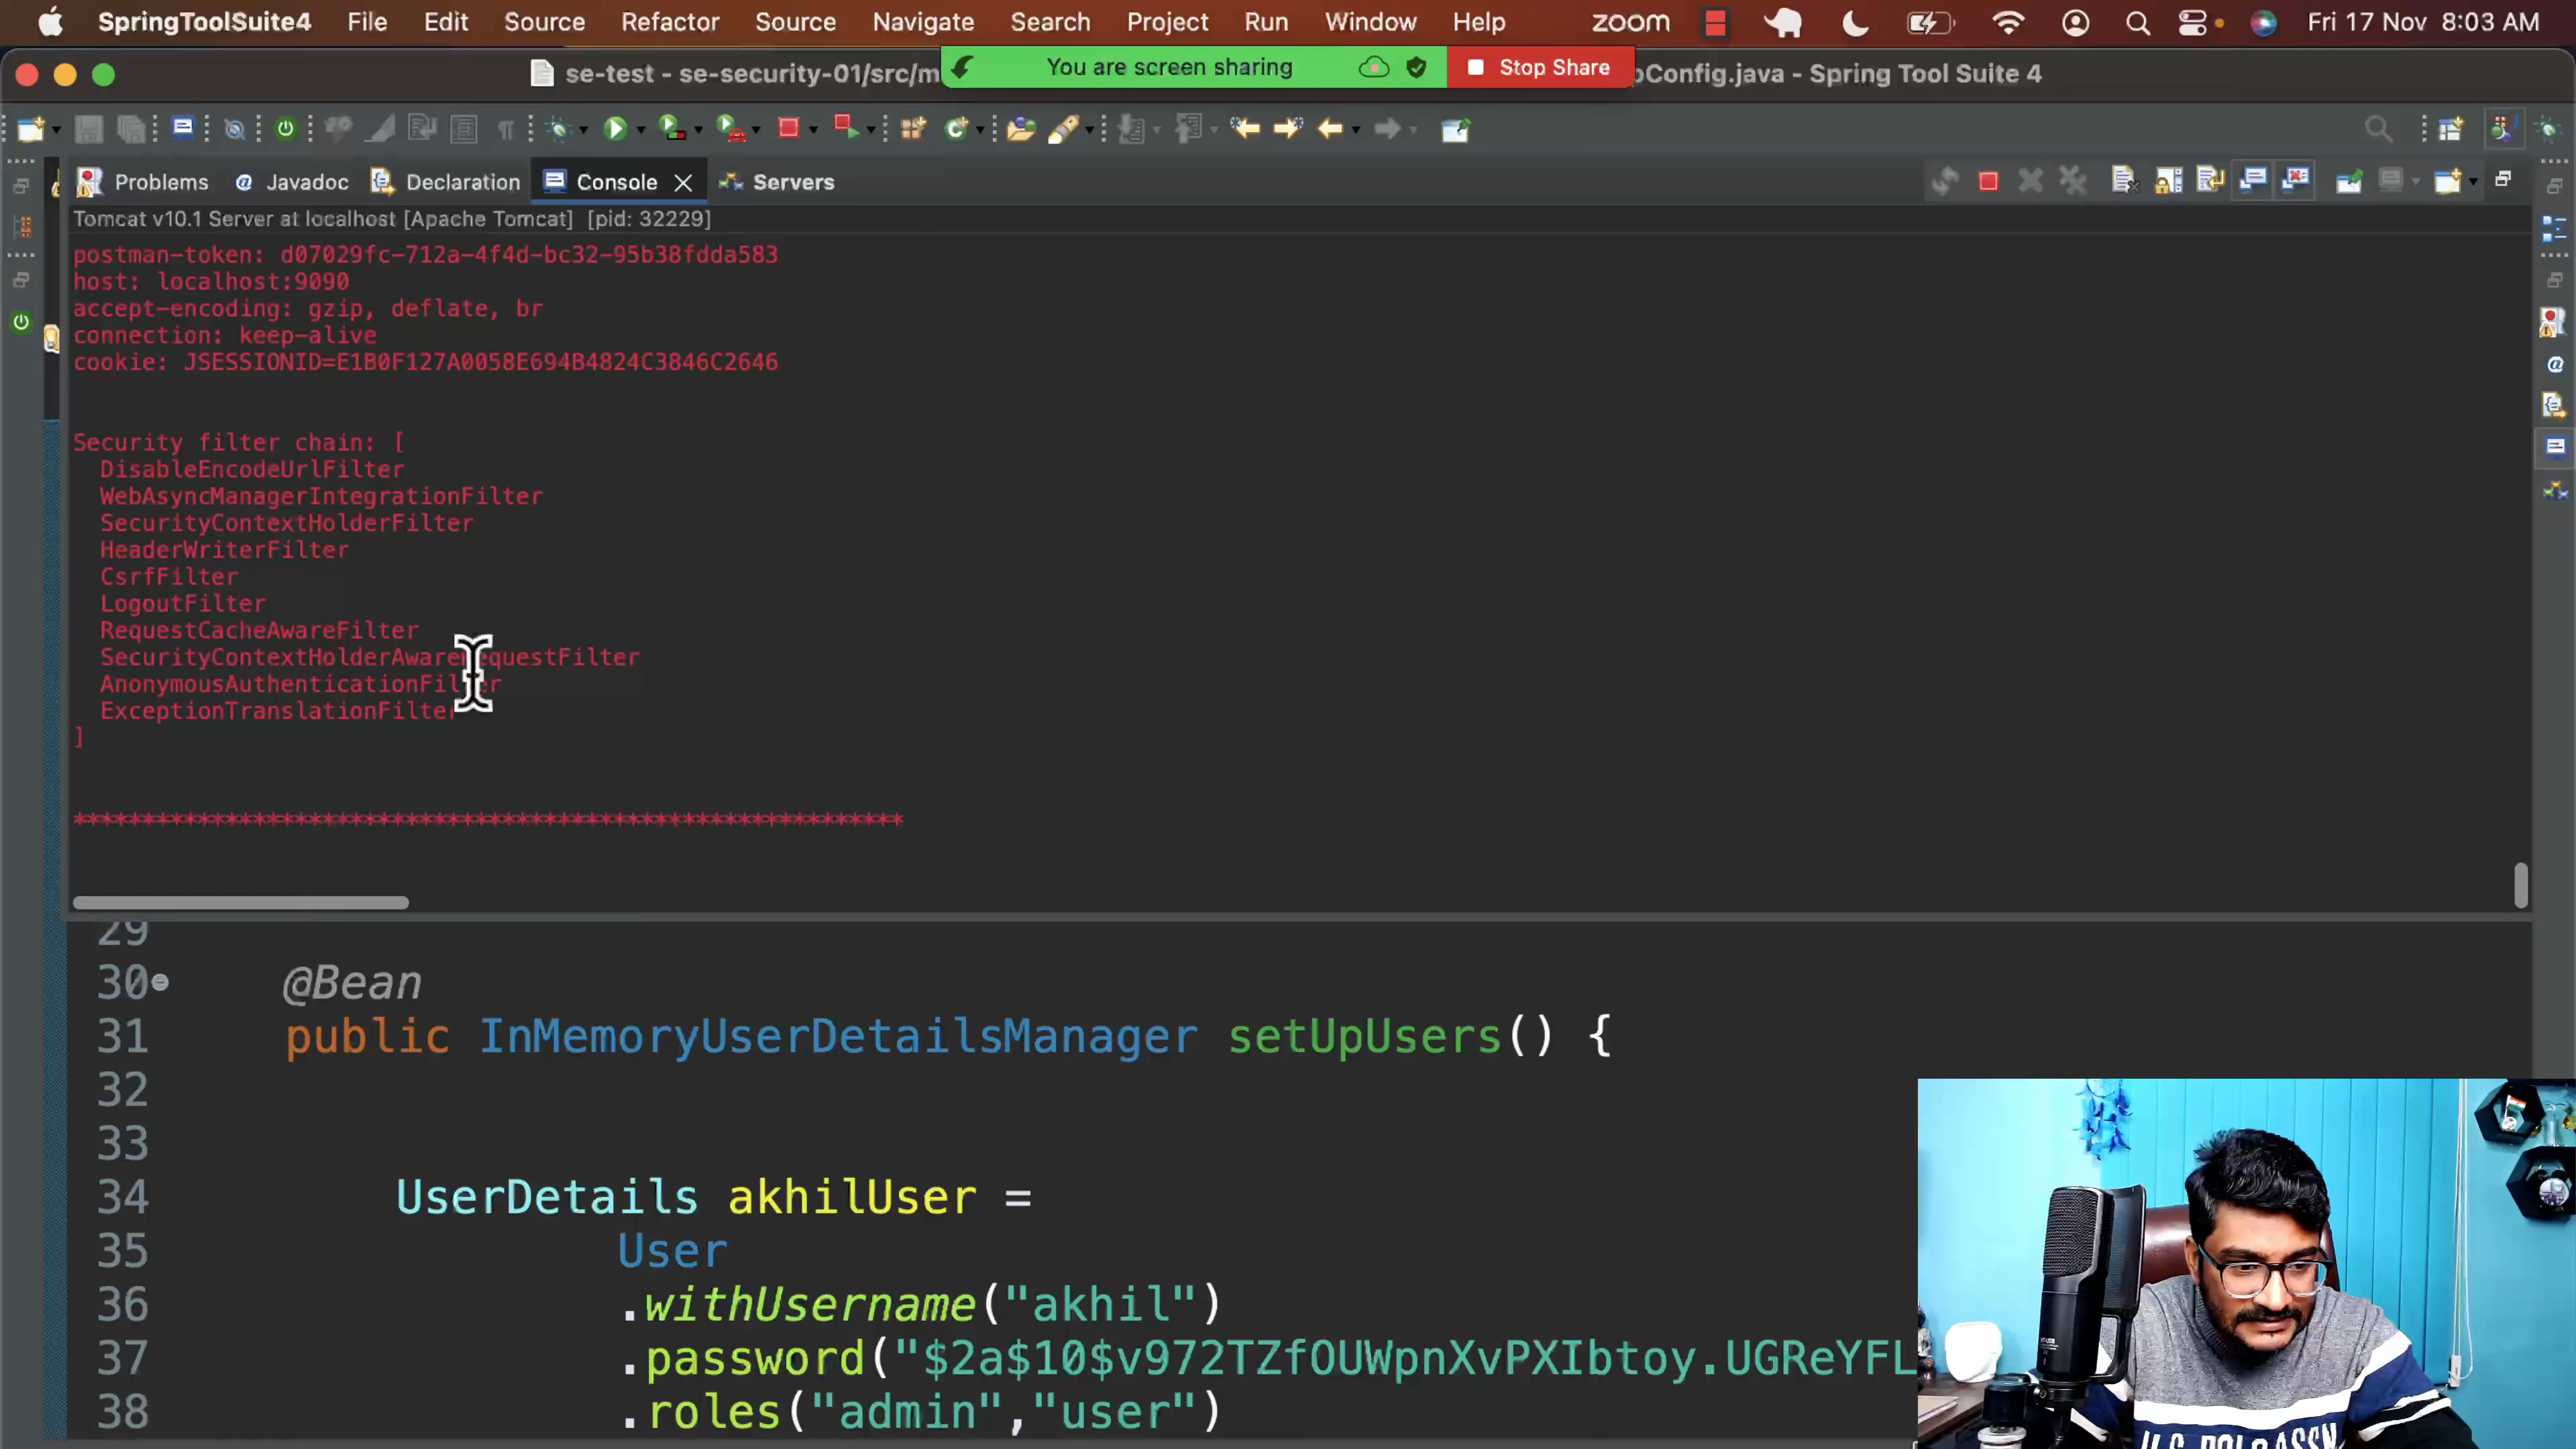 SpringToolSuite4 File Edit Source Refactor Source Navigate Search Project Run Window Help zoom Fri 17 Nov 8:03 AM
se-test - se-security-01/src/m
You are screen sharing
Stop Share
Config.java - Spring Tool Suite 4
Problems @ Javadoc Declaration Console Servers
Tomcat v10.1 Server at localhost [Apache Tomcat] [pid: 32229]
postman-token: d07029fc-712a-4f4d-bc32-95b38fdda583
host: localhost:9090
accept-encoding: gzip, deflate, br
connection: keep-alive
cookie: JSESSIONID=E1B0F127A0058E694B4824C3846C2646
Security filter chain: [
DisableEncodeUrlFilter
WebAsyncManagerIntegrationFilter
SecurityContextHolderFilter
HeaderWriterFilter
CsrfFilter
LogoutFilter
RequestCacheAwareFilter
SecurityContextHolderAwareRequestFilter
AnonymousAuthenticationFilter
ExceptionTranslationFilter
]
************************************************************
29
30 @Bean
31 public InMemoryUserDetailsManager setUpUsers() {
32
33
34 UserDetails akhilUser =
35 User
36 .withUsername("akhil")
37 .password("$2a$10$v972TZfOUWpnXvPXIbtoy.UGReYFL
38 .roles("admin","user")